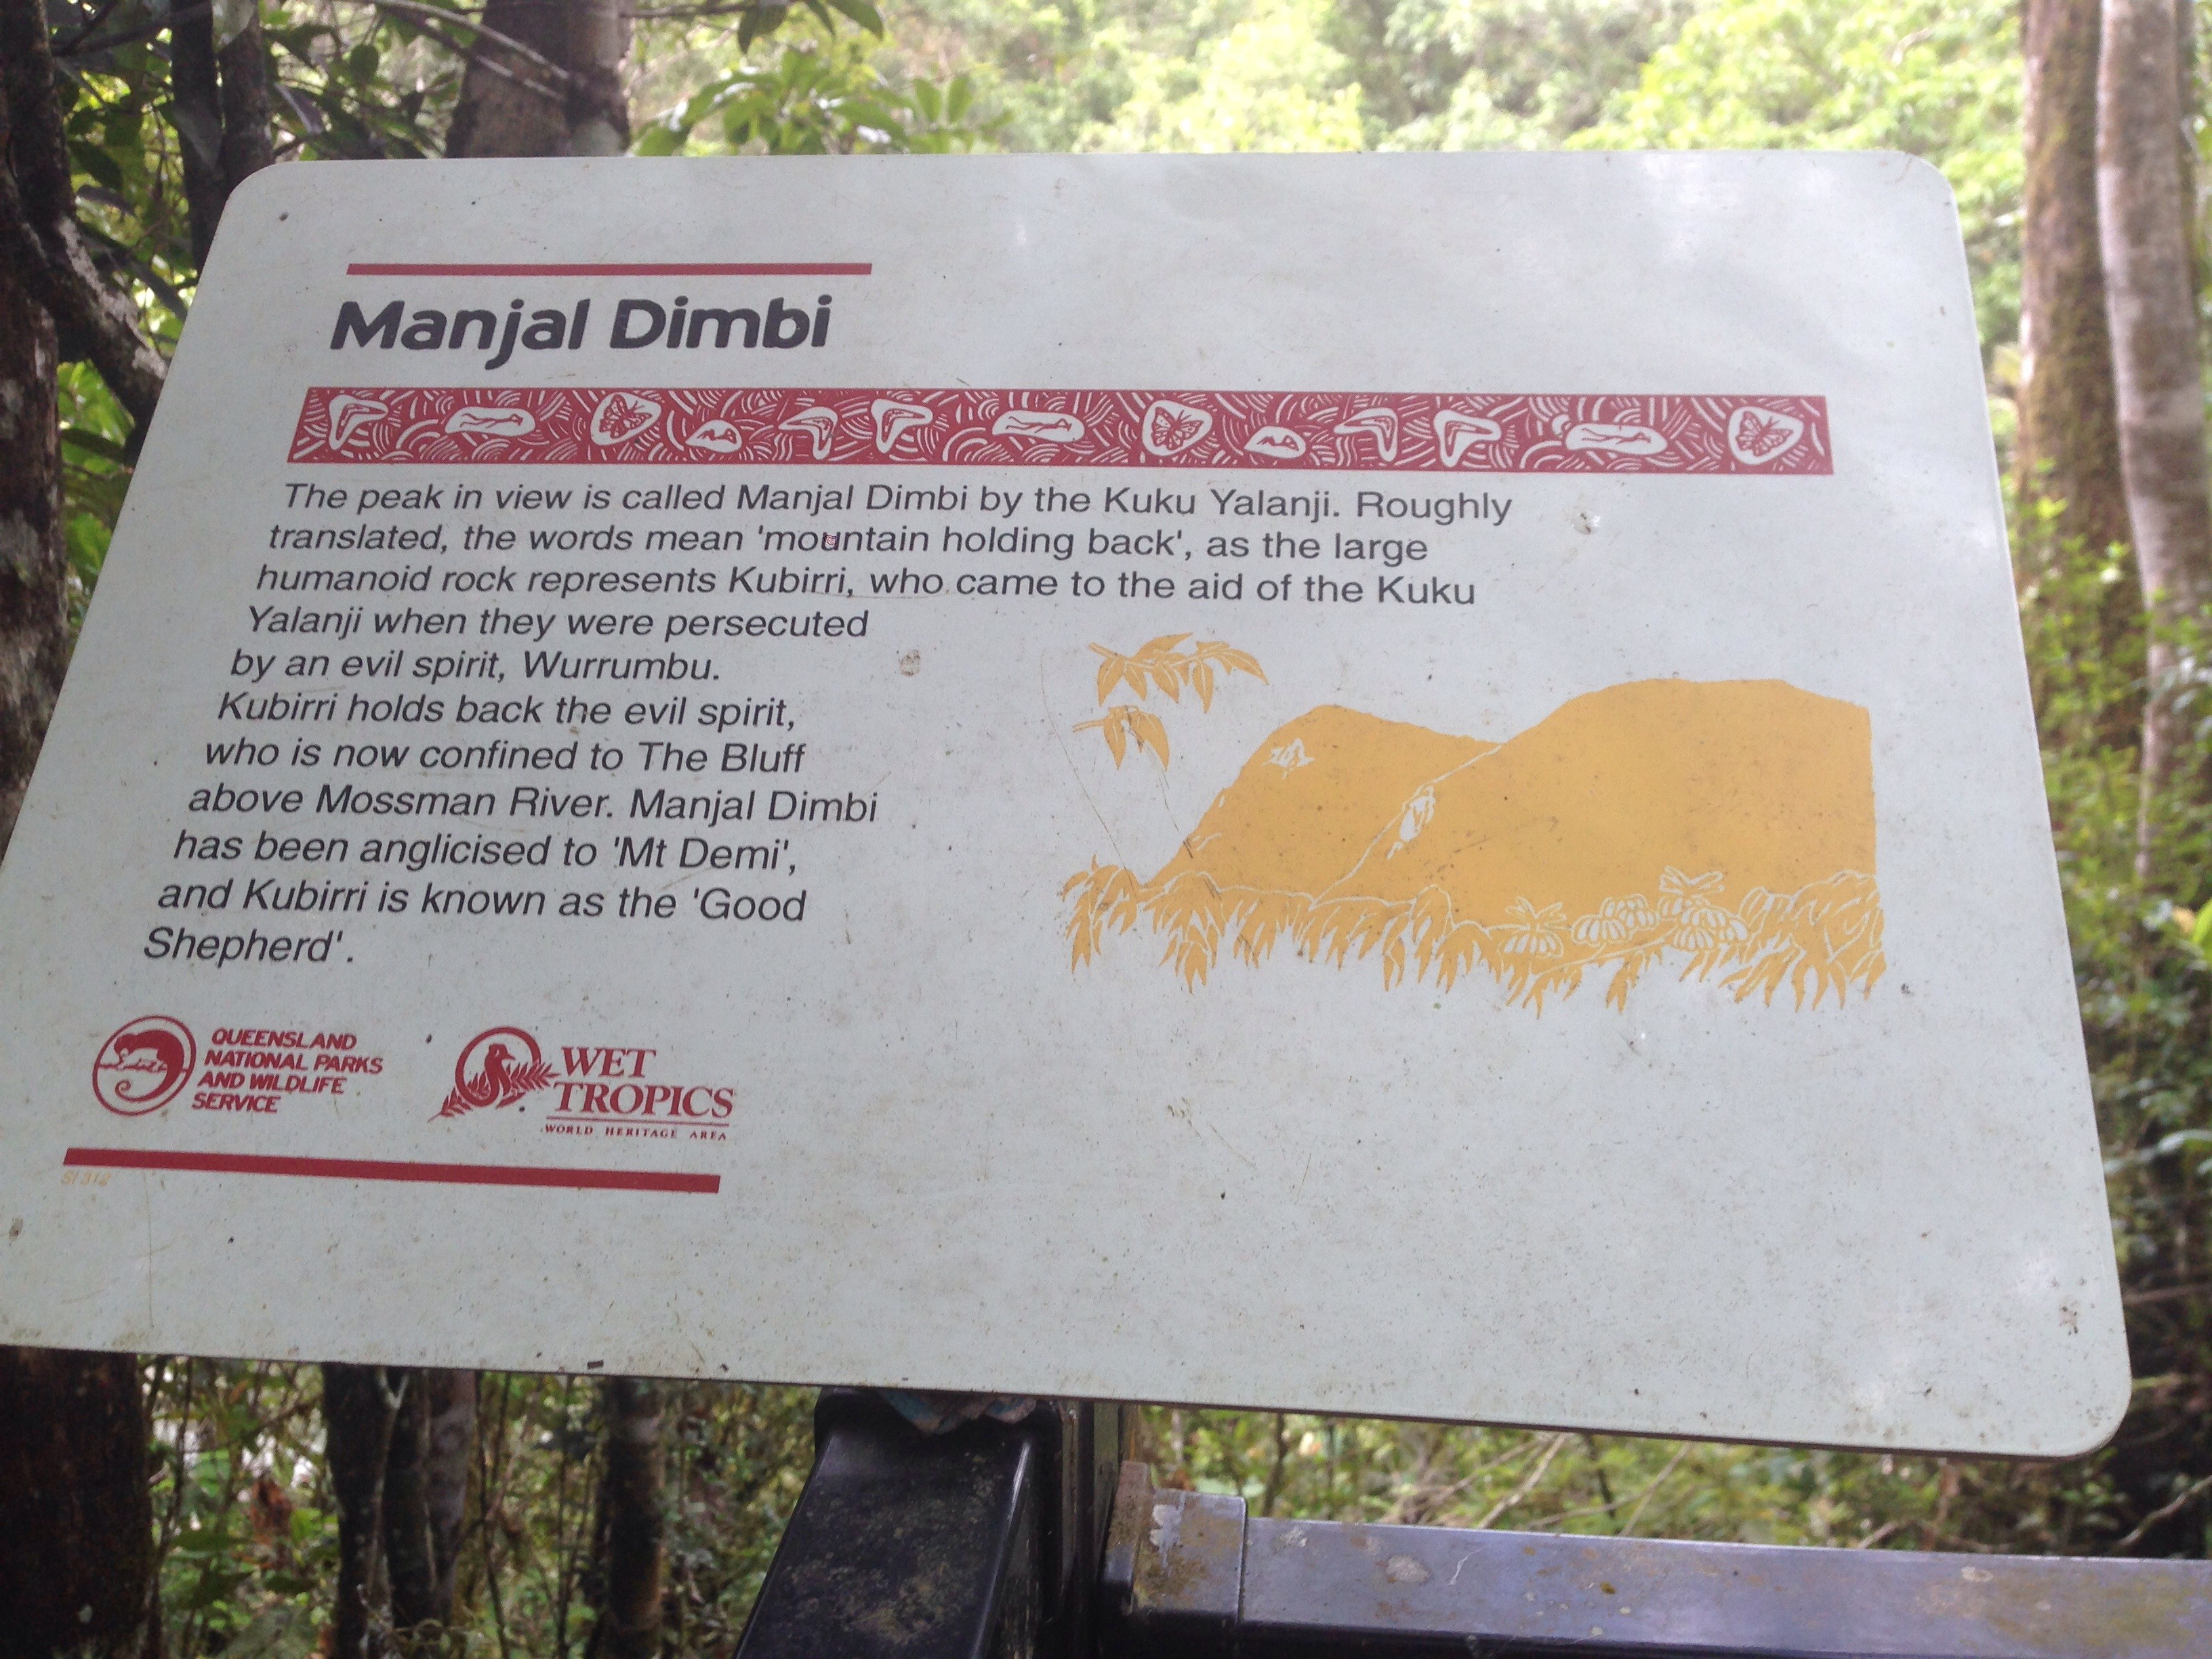 Manjal Dimbi
The peak in view is called Manjal Dimbi by the Kuku Yalanji. Roughly
translated, the words mean 'mountain holding back', as the large
humanoid rock represents Kubirri, who came to the aid of the Kuku
Yalanji when they were persecuted
by an evil spirit, Wurrumbu.
Kubirri holds back the evil spirit,
who is now confined to The Bluff
above Mossman River. Manjal Dimbi
has been anglicised to 'Mt Demi',
and Kubirri is known as the 'Good
Shepherd'.
QUEENSLAND
NATIONAL PARKS
AND WILDLIFE
SERVICE
WET
TROPICS
WORLD HERITAGE AREA
SI 312